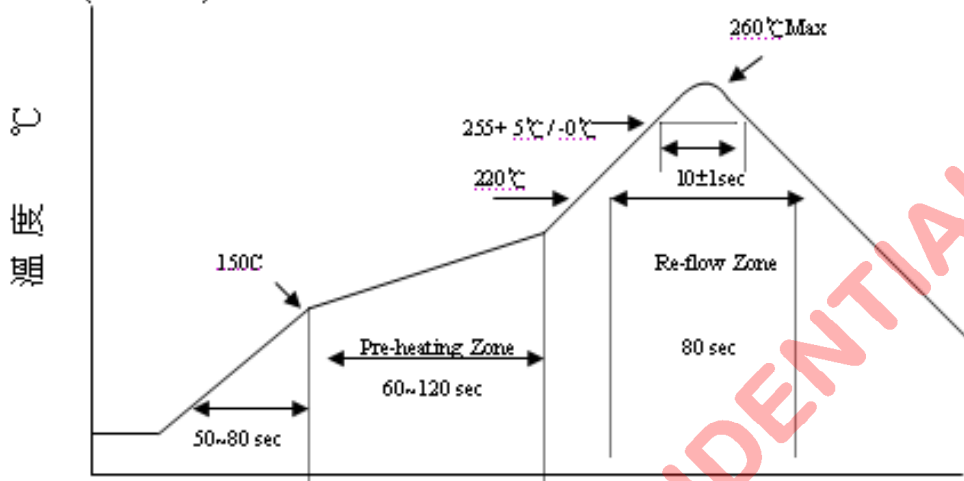 260℃Max
255+ 5℃/ -0℃
10±1sec
220℃
150C
Re-flow Zone
Pre-heating Zone
80 sec
60~120 sec
50~80 sec
温度 ℃